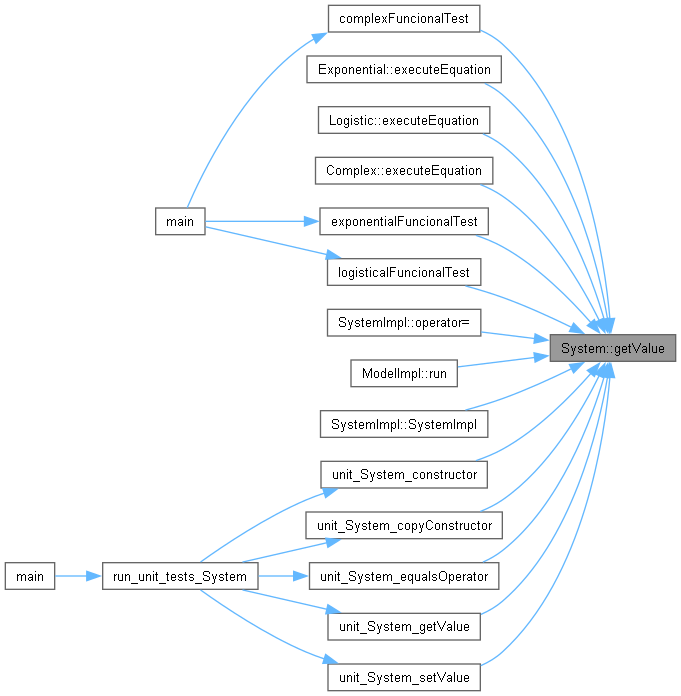 complexFuncionalTest
Exponential::executeEquation
Logistic::executeEquation
Complex::executeEquation
main
exponentialFuncionalTest
logisticalFuncionalTest
SystemImpl::operator=
System::getValue
ModelImpl::run
SystemImpl::SystemImpl
unit_System_constructor
unit_System_copyConstructor
main
run_unit_tests_System
unit_System_equalsOperator
unit_System_getValue
unit_System_setValue